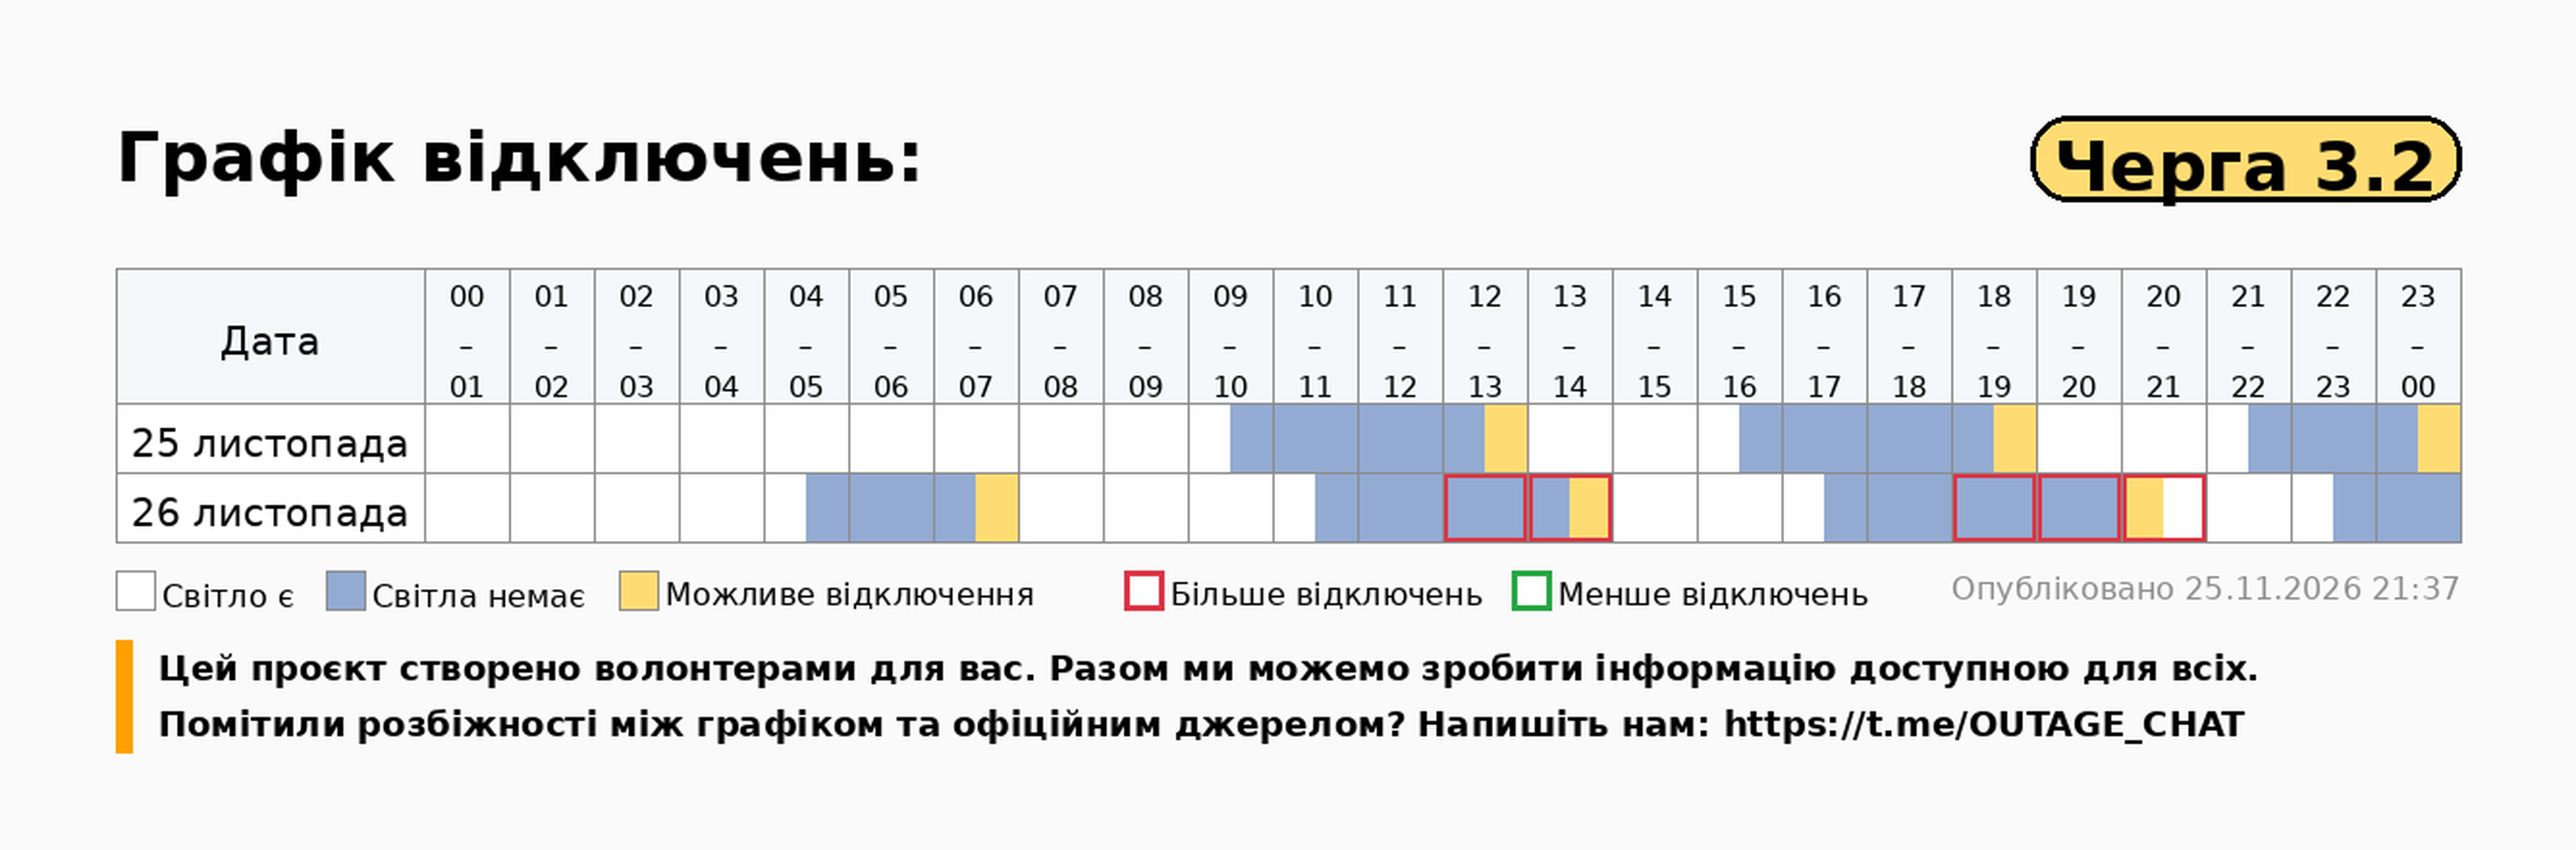 Графік відключень:
Черга 3.2
Дата 00 – 01 01 – 02 02 – 03 03 – 04 04 – 05 05 – 06 06 – 07 07 – 08 08 – 09 09 – 10 10 – 11 11 – 12 12 – 13 13 – 14 14 – 15 15 – 16 16 – 17 17 – 18 18 – 19 19 – 20 20 – 21 21 – 22 22 – 23 23 – 00
25 листопада
26 листопада
Світло є Світла немає Можливе відключення Більше відключень Менше відключень Опубліковано 25.11.2026 21:37
Цей проєкт створено волонтерами для вас. Разом ми можемо зробити інформацію доступною для всіх.
Помітили розбіжності між графіком та офіційним джерелом? Напишіть нам: https://t.me/OUTAGE_CHAT